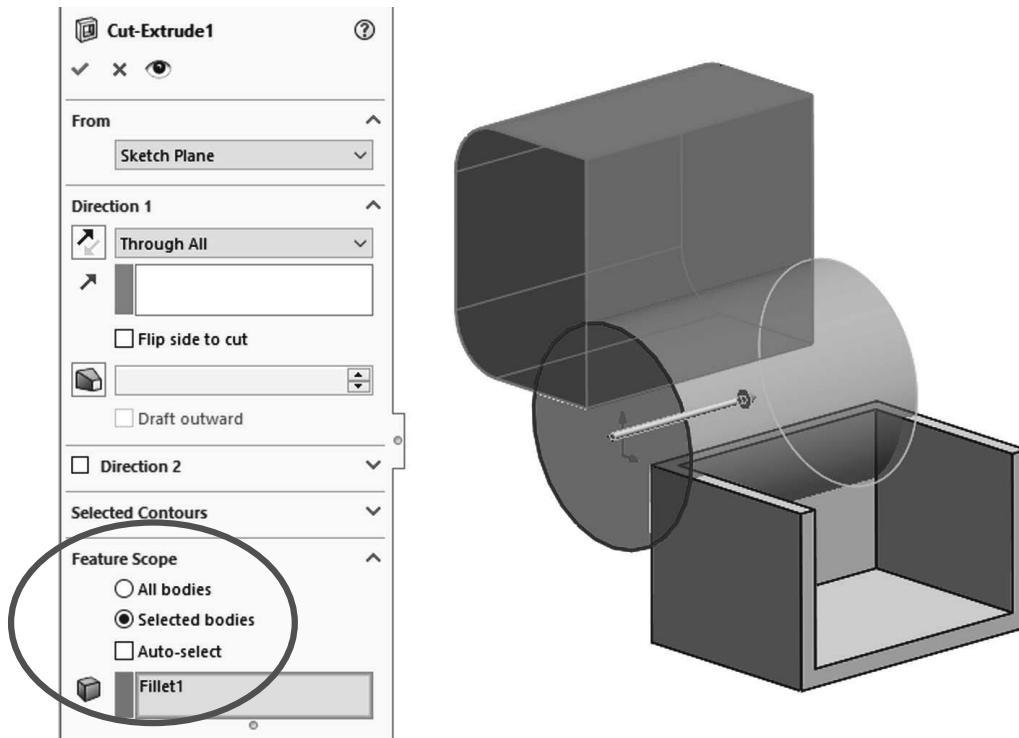 Cut-Extrude1
From
Sketch Plane
Direction 1
Through All
Flip side to cut
Draft outward
Direction 2
Selected Contours
Feature Scope
All bodies
Selected bodies
Auto-select
Fillet1